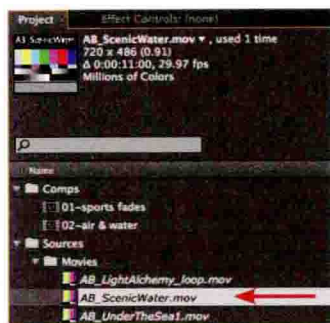 Project
Effect Controls: (none)
AB_ScenicWater.mov ▾ , used 1 time
720 x 486 (0.91)
Δ 0:00:11:00, 29.97 fps
Millions of Colors
Name
Comps
01-sports fades
02-air & water
Sources
Movies
AB_LightAlchemy_loop.mov
AB_ScenicWater.mov
AB_UnderTheSea1.mov